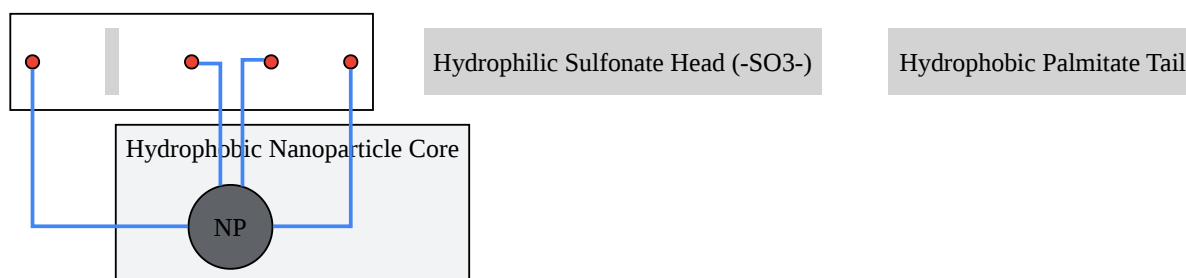 Hydrophilic Sulfonate Head (-SO3-)
Hydrophobic Palmitate Tail
Hydrophobic Nanoparticle Core
NP